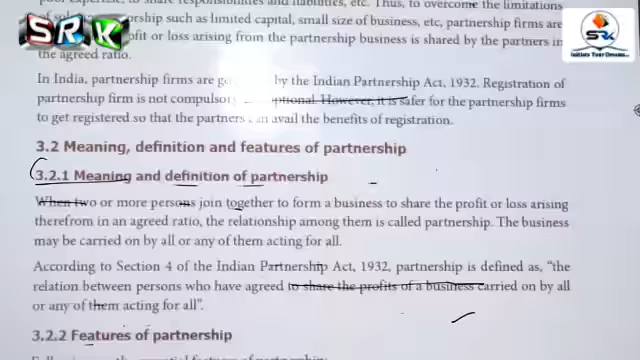 poor expertise, to share responsibilities and liabilities, etc. Thus, to overcome the limitations
of sole proprietorship such as limited capital, small size of business, etc, partnership firms are
profit or loss arising from the partnership business is shared by the partners in
the agreed ratio.
SRK
SRK
In India, partnership firms are by the Indian Partnership Act, 1932. Registration of
partnership firm is not compulsory optional. However, it is safer for the partnership firms
to get registered so that the partners can avail the benefits of registration.
3.2 Meaning, definition and features of partnership
3.2.1 Meaning and definition of partnership
When two or more persons join together to form a business to share the profit or loss arising
therefrom in an agreed ratio, the relationship among them is called partnership. The business
may be carried on by all or any of them acting for all.
According to Section 4 of the Indian Partnership Act, 1932, partnership is defined as, “the
relation between persons who have agreed to share the profits of a business carried on by all
or any of them acting for all”.
3.2.2 Features of partnership